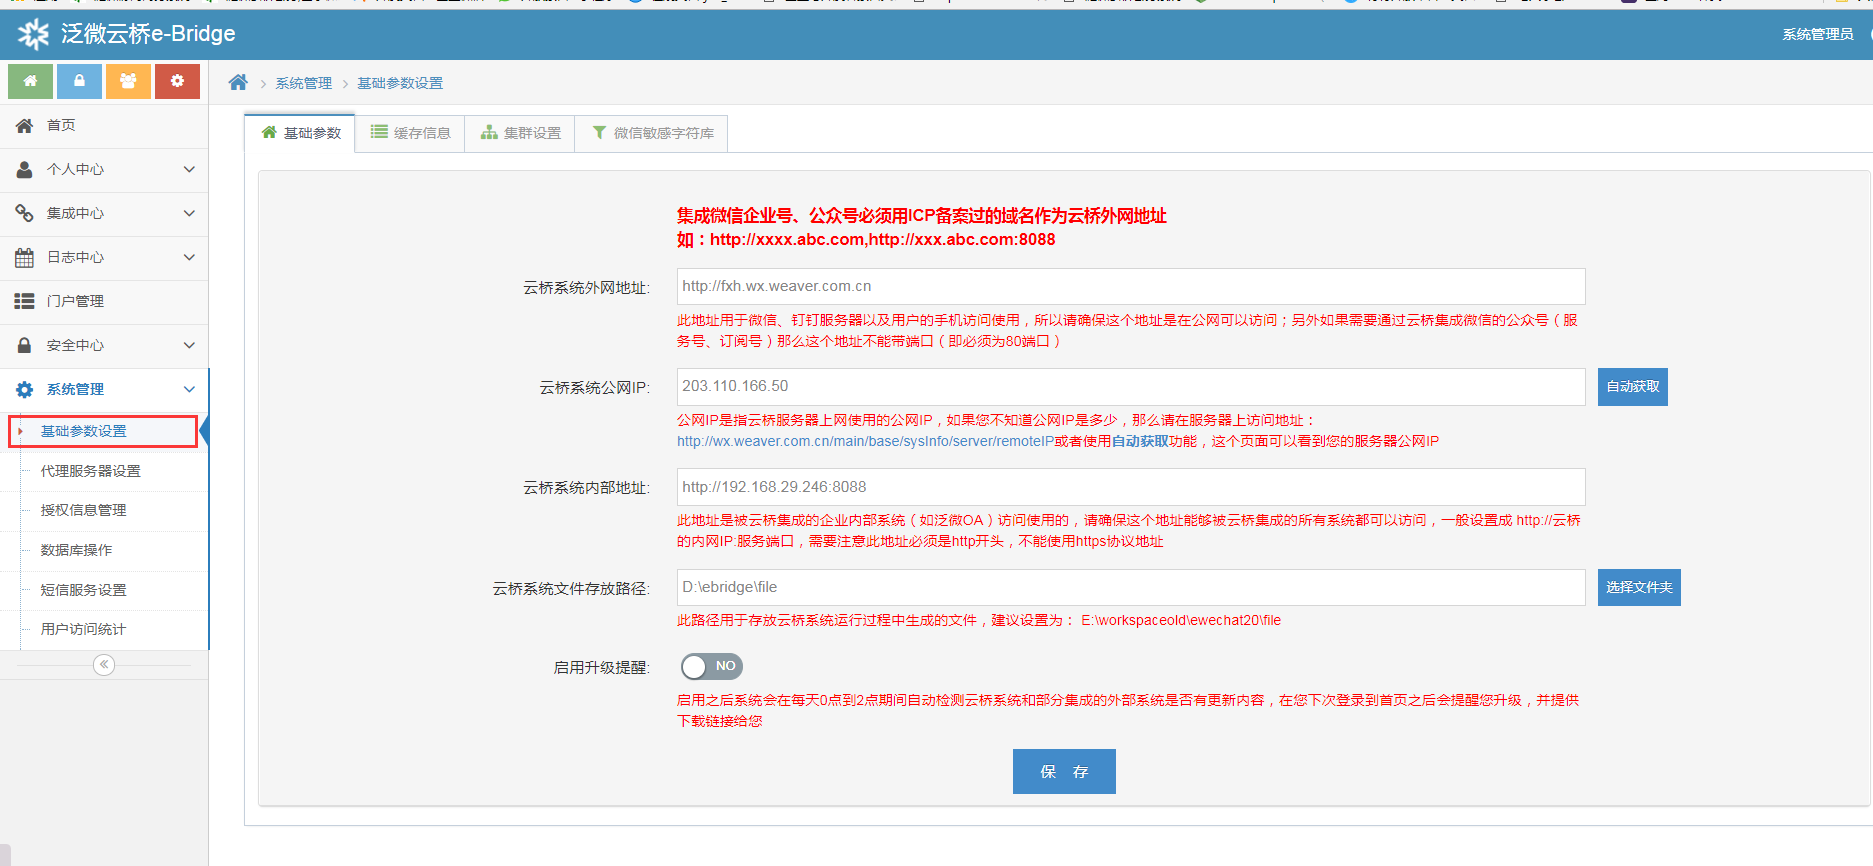 泛微云桥e-Bridge
系统管理员
系统管理 > 基础参数设置
首页
个人中心
集成中心
日志中心
门户管理
安全中心
系统管理
基础参数设置
代理服务器设置
授权信息管理
数据库操作
短信服务设置
用户访问统计
基础参数
缓存信息
集群设置
微信敏感字符库
集成微信企业号、公众号必须用ICP备案过的域名作为云桥外网地址
如：http://xxxx.abc.com,http://xxx.abc.com:8088
云桥系统外网地址:
http://fxh.wx.weaver.com.cn
此地址用于微信、钉钉服务器以及用户的手机访问使用，所以请确保这个地址是在公网可以访问；另外如果需要通过云桥集成微信的公众号（服
务号、订阅号）那么这个地址不能带端口（即必须为80端口）
云桥系统公网IP:
203.110.166.50
自动获取
公网IP是指云桥服务器上网使用的公网IP，如果您不知道公网IP是多少，那么请在服务器上访问地址：
http://wx.weaver.com.cn/main/base/sysInfo/server/remoteIP或者使用自动获取功能，这个页面可以看到您的服务器公网IP
云桥系统内部地址:
http://192.168.29.246:8088
此地址是被云桥集成的企业内部系统（如泛微OA）访问使用的，请确保这个地址能够被云桥集成的所有系统都可以访问，一般设置成 http://云桥
的内网IP:服务端口，需要注意此地址必须是http开头，不能使用https协议地址
云桥系统文件存放路径:
D:\ebridge\file
选择文件夹
此路径用于存放云桥系统运行过程中生成的文件，建议设置为： E:\workspaceold\ewechat20\file
启用升级提醒:
NO
启用之后系统会在每天0点到2点期间自动检测云桥系统和部分集成的外部系统是否有更新内容，在您下次登录到首页之后会提醒您升级，并提供
下载链接给您
保 存